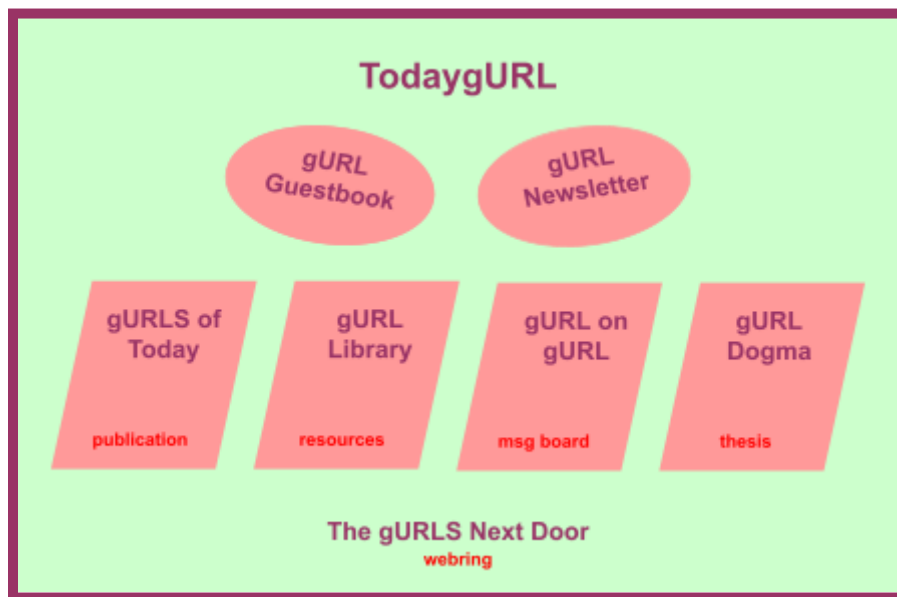 TodaygURL
gURL
Guestbook
gURL
Newsletter
gURLS of
Today
publication
gURL
Library
resources
gURL on
gURL
msg board
gURL
Dogma
thesis
The gURLS Next Door
webring